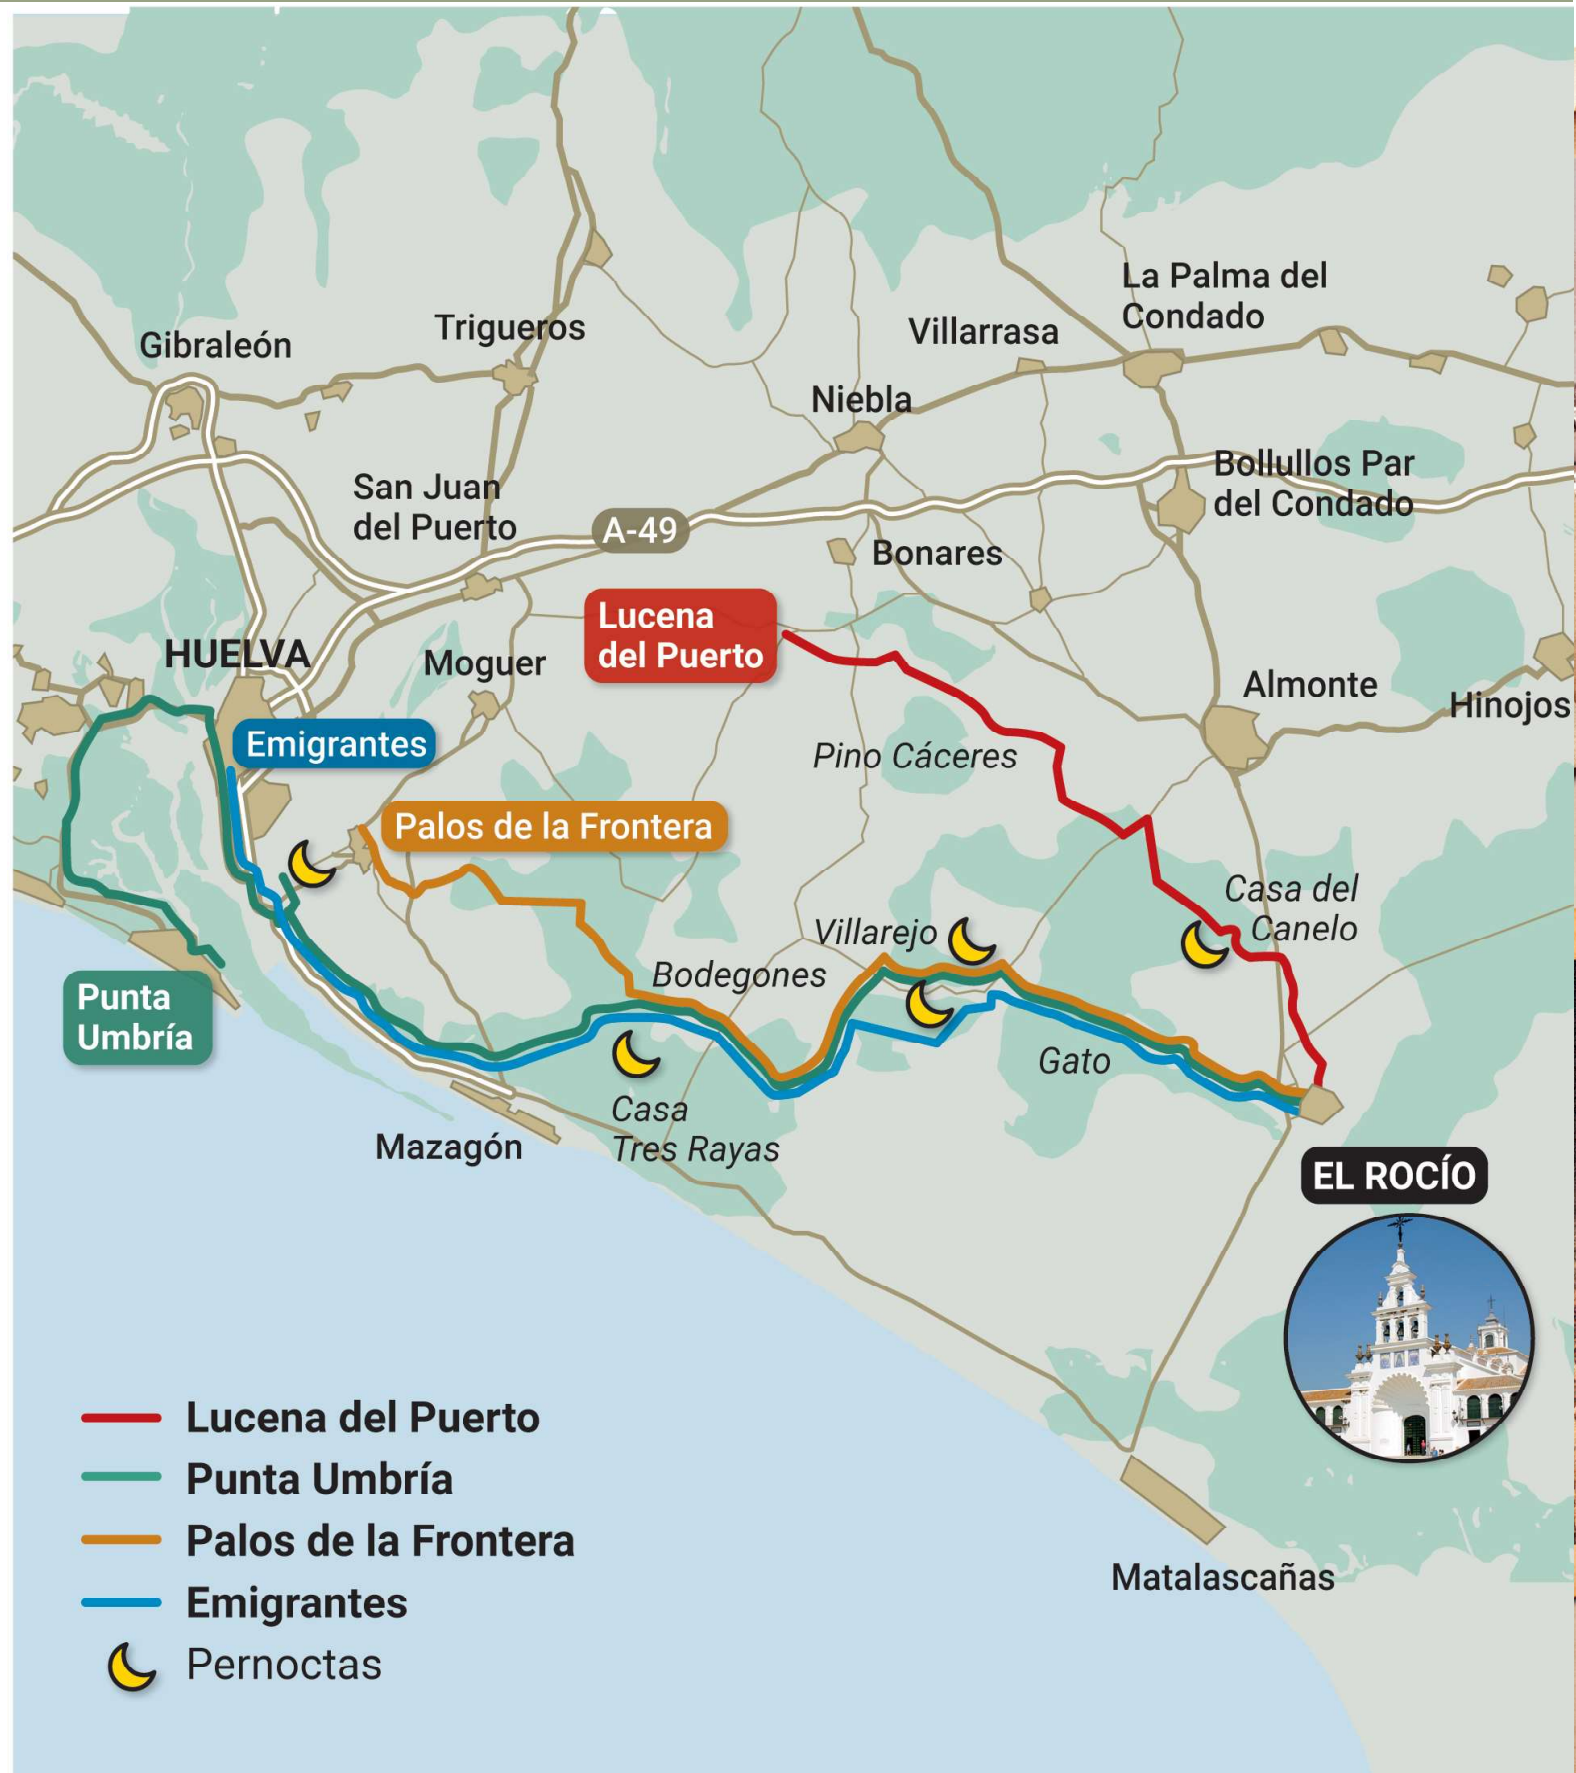 La Palma del
Condado
Gibraleón
Trigueros
Villarrasa
Niebla
Bollullos Par
del Condado
San Juan
del Puerto
A-49
Bonares
Lucena
del Puerto
HUELVA
Moguer
Almonte
Hinojos
Emigrantes
Pino Cáceres
Palos de la Frontera
Casa del
Canelo
Villarejo
Bodegones
Punta
Umbría
Gato
Casa
Tres Rayas
Mazagón
EL ROCÍO
Matalascañas
Lucena del Puerto
Punta Umbría
Palos de la Frontera
Emigrantes
Pernoctas